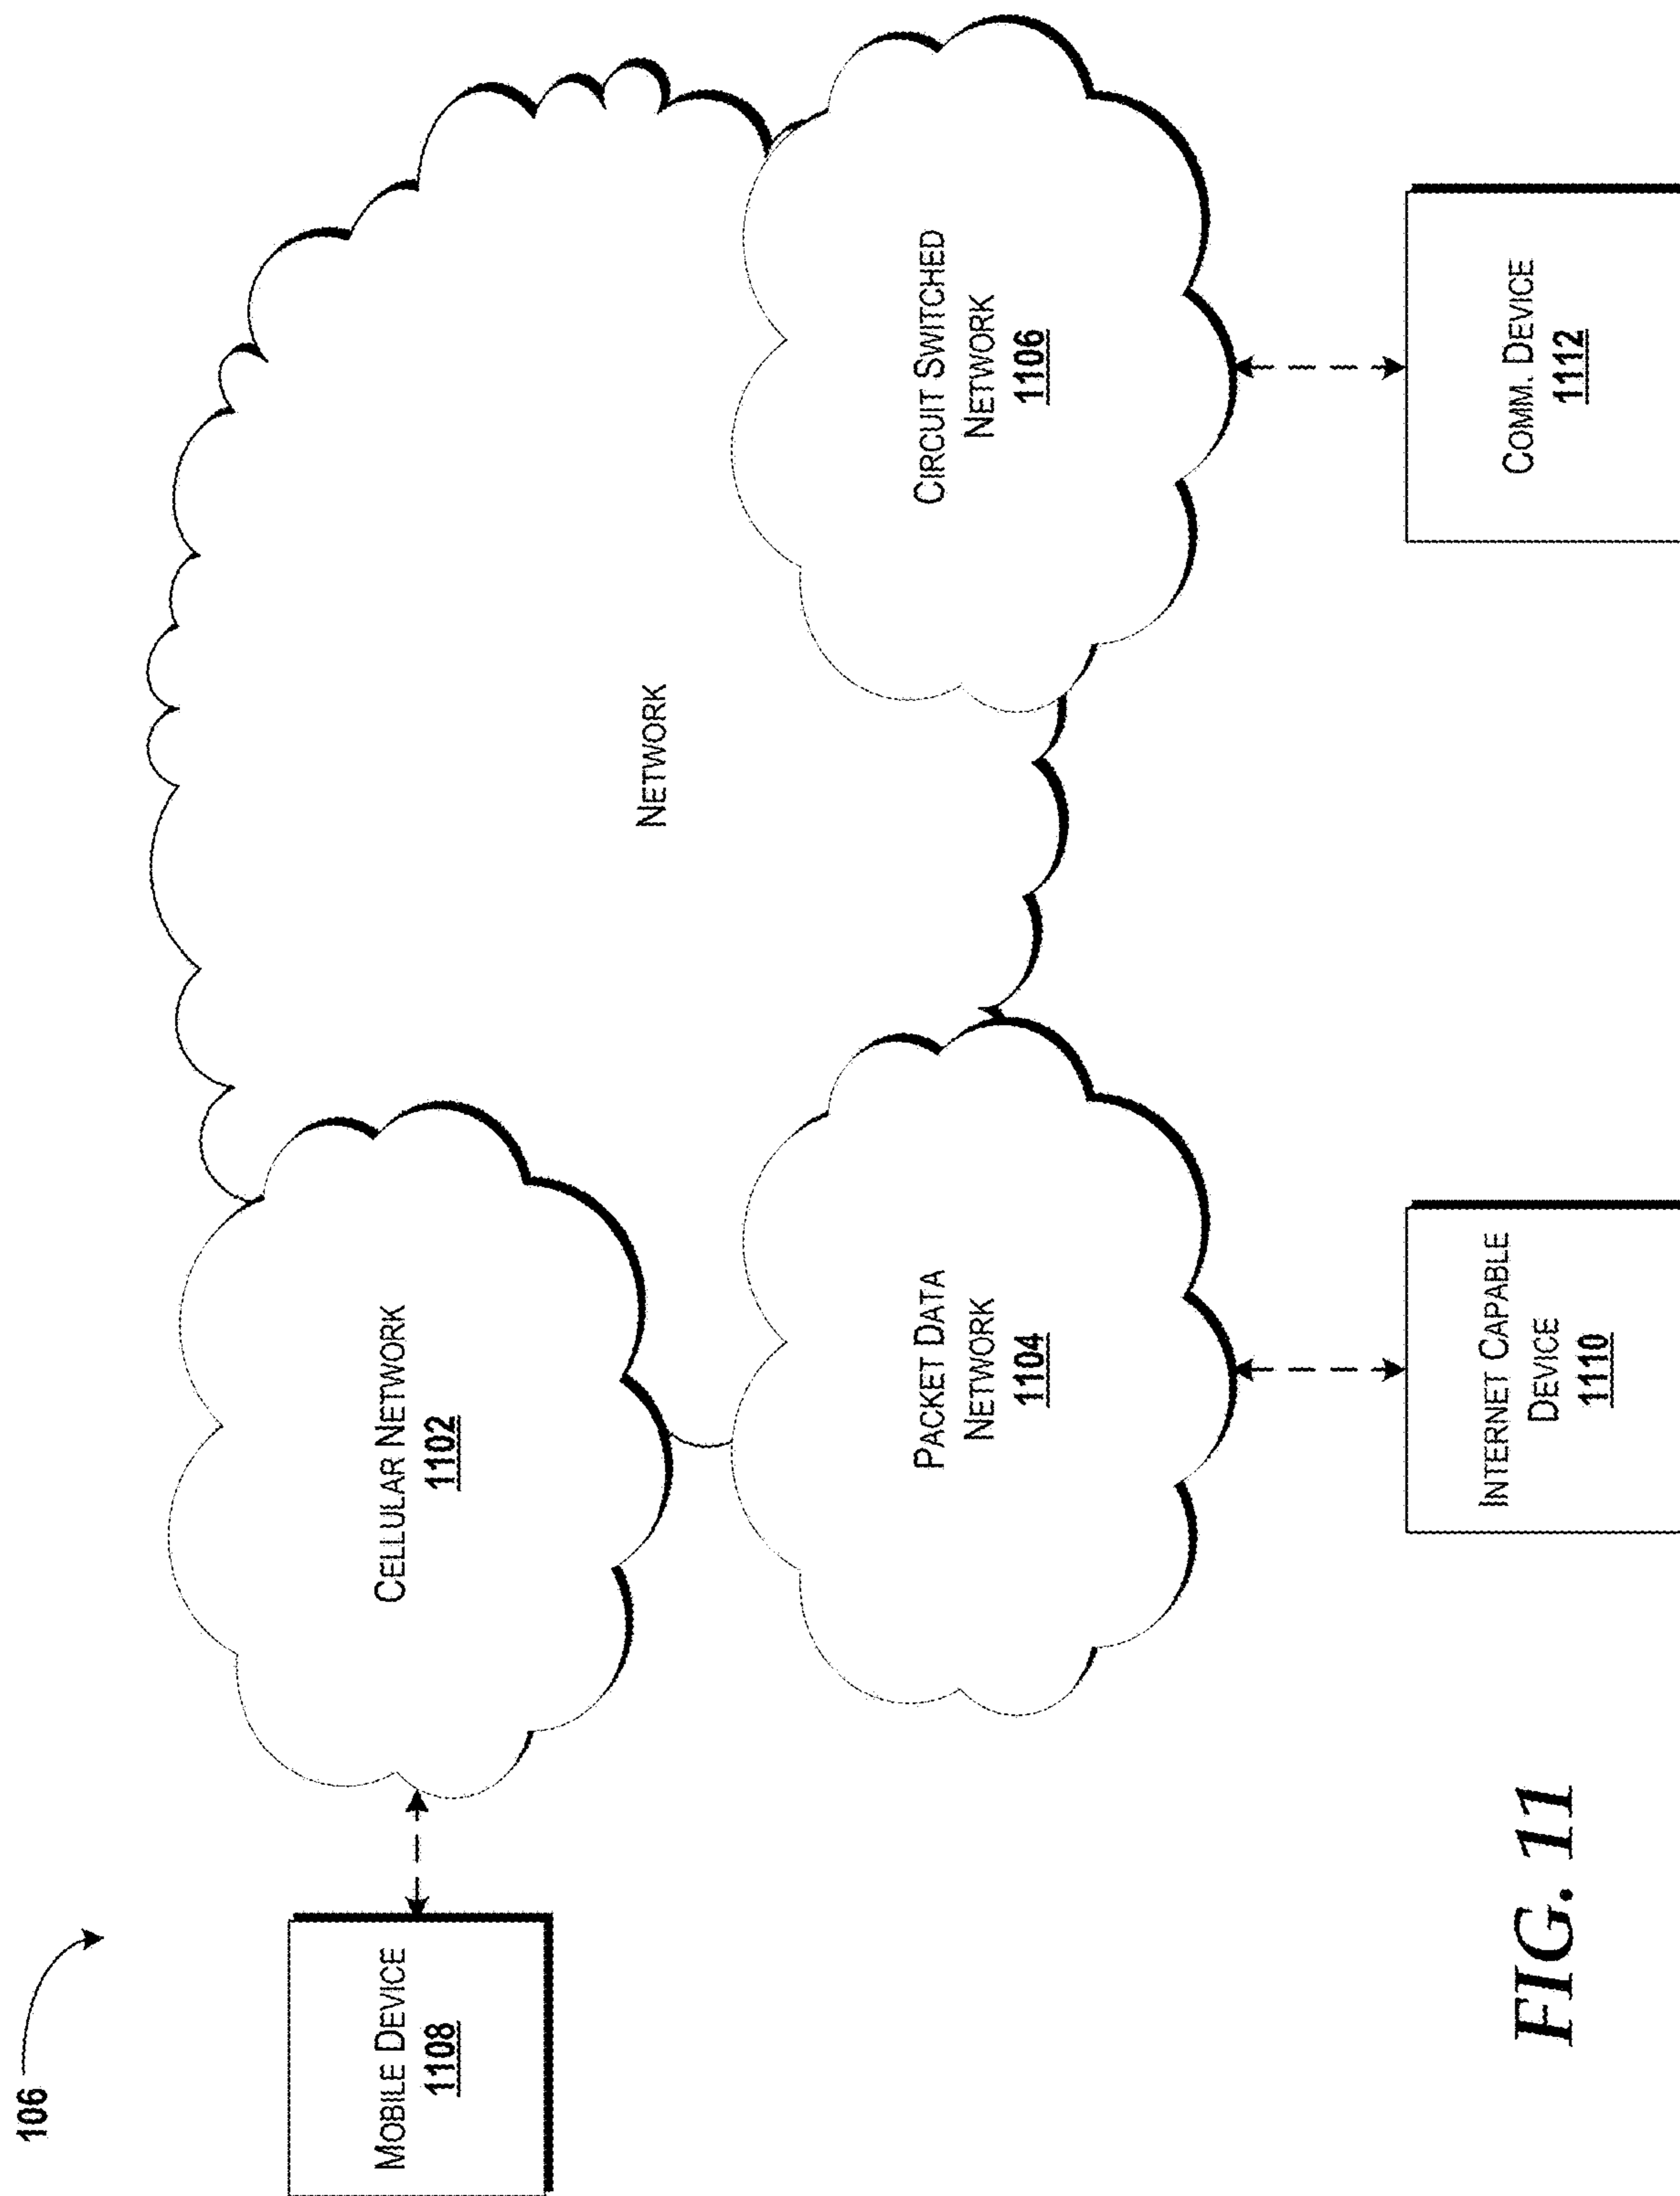 106
NETWORK
CELLULAR NETWORK
1102
MOBILE DEVICE
1108
PACKET DATA
NETWORK
1104
CIRCUIT SWITCHED
NETWORK
1106
INTERNET CAPABLE
DEVICE
1110
COMM. DEVICE
1112
FIG. 11